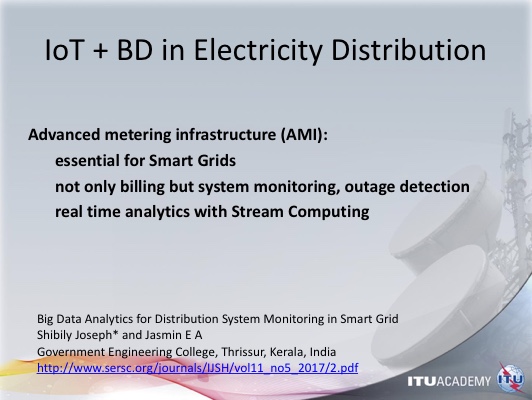 IoT + BD in Electricity Distribution
Advanced metering infrastructure (AMI):
essential for Smart Grids
not only billing but system monitoring, outage detection
real time analytics with Stream Computing
Big Data Analytics for Distribution System Monitoring in Smart Grid
Shibily Joseph* and Jasmin E A
Government Engineering College, Thrissur, Kerala, India
http://www.sersc.org/journals/IJSH/vol11_no5_2017/2.pdf
ITUACADEMY ITU